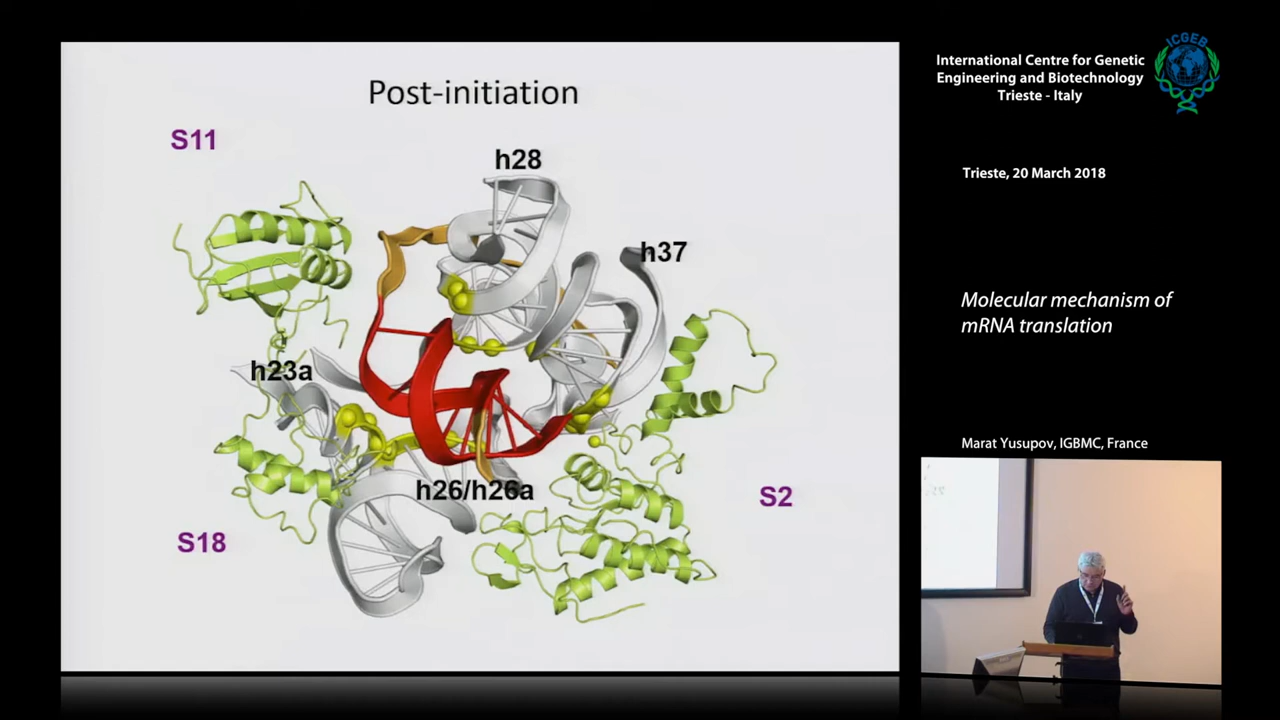 Post-initiation
S11
h28
h37
h23a
h26/h26a
S2
S18
ICGEB
International Centre for Genetic
Engineering and Biotechnology
Trieste - Italy
Trieste, 20 March 2018
Molecular mechanism of
mRNA translation
Marat Yusupov, IGBMC, France